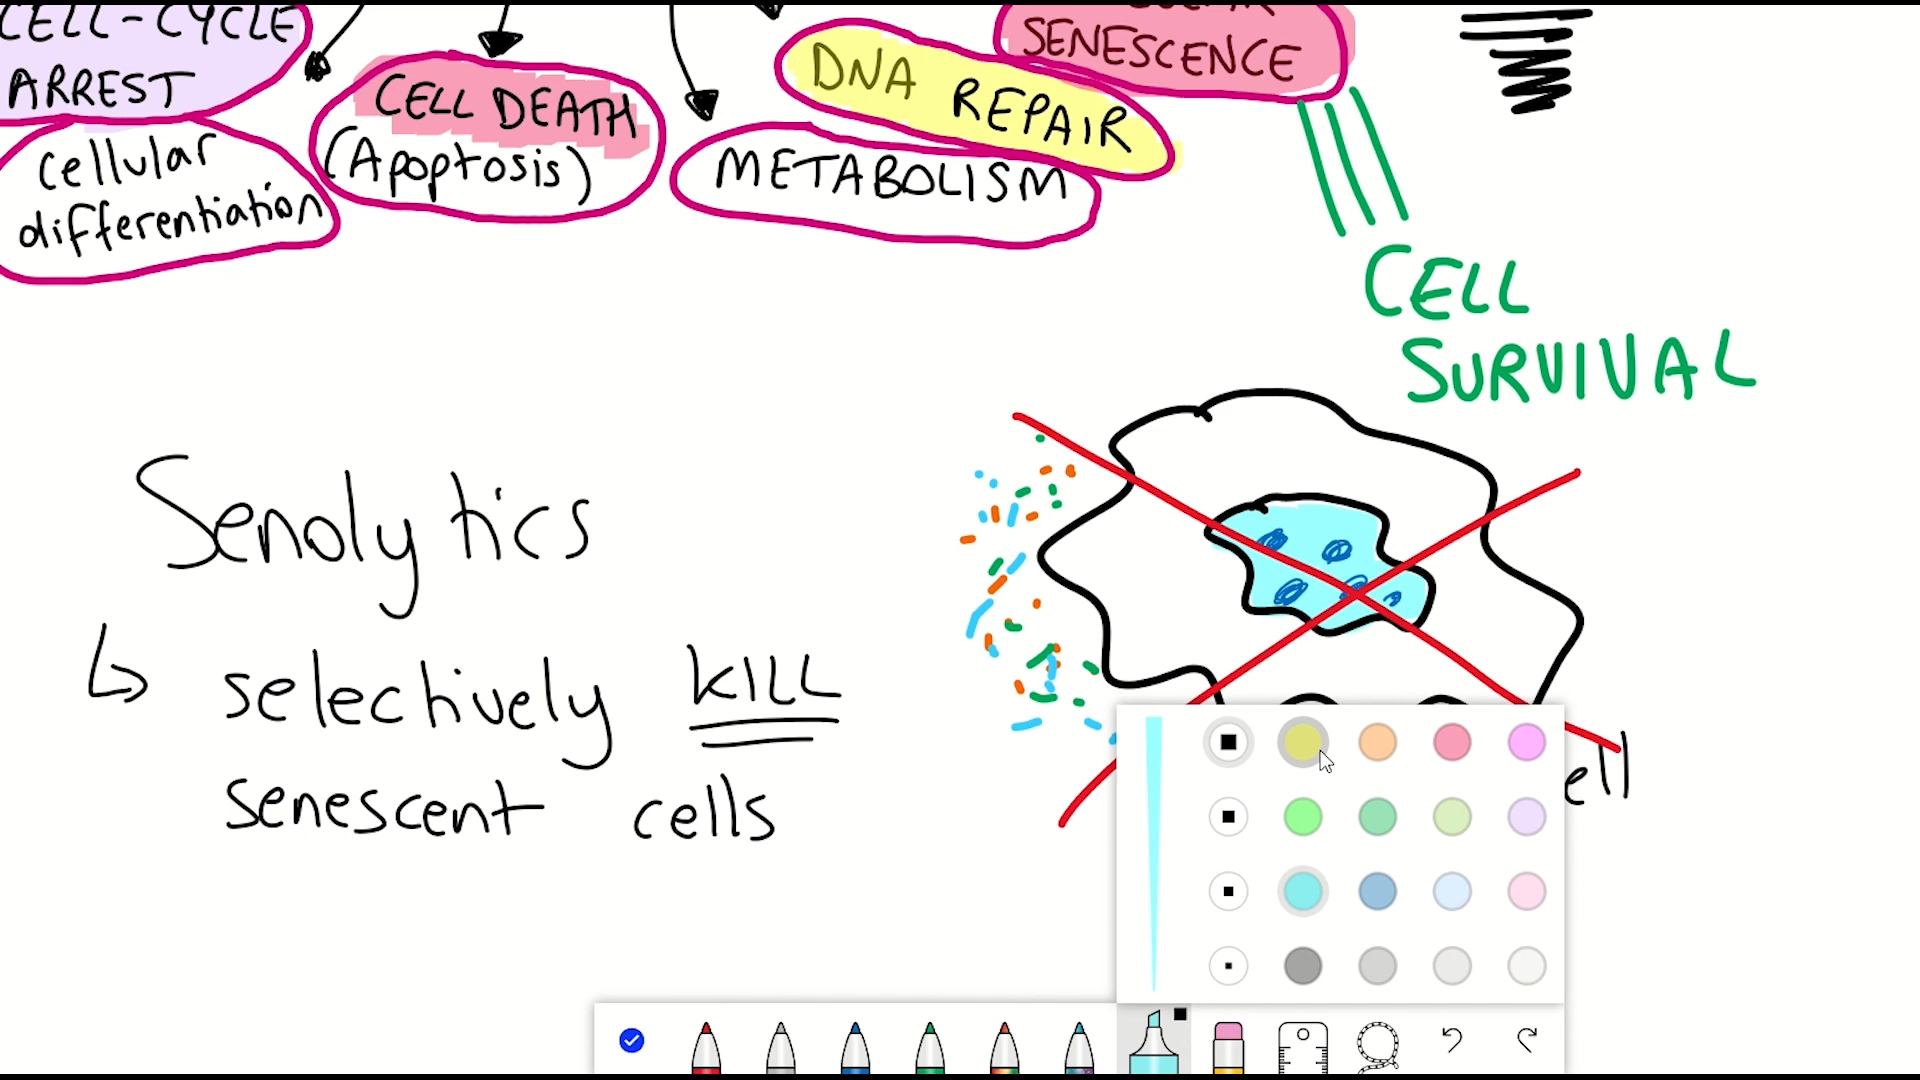 CELL-CYCLE
ARREST
cellular
differentiation
CELL DEATH
(Apoptosis)
DNA REPAIR
METABOLISM
SENESCENCE
CELL
SURVIVAL
Senolytics
↳ selectively KILL
senescent cells
ell